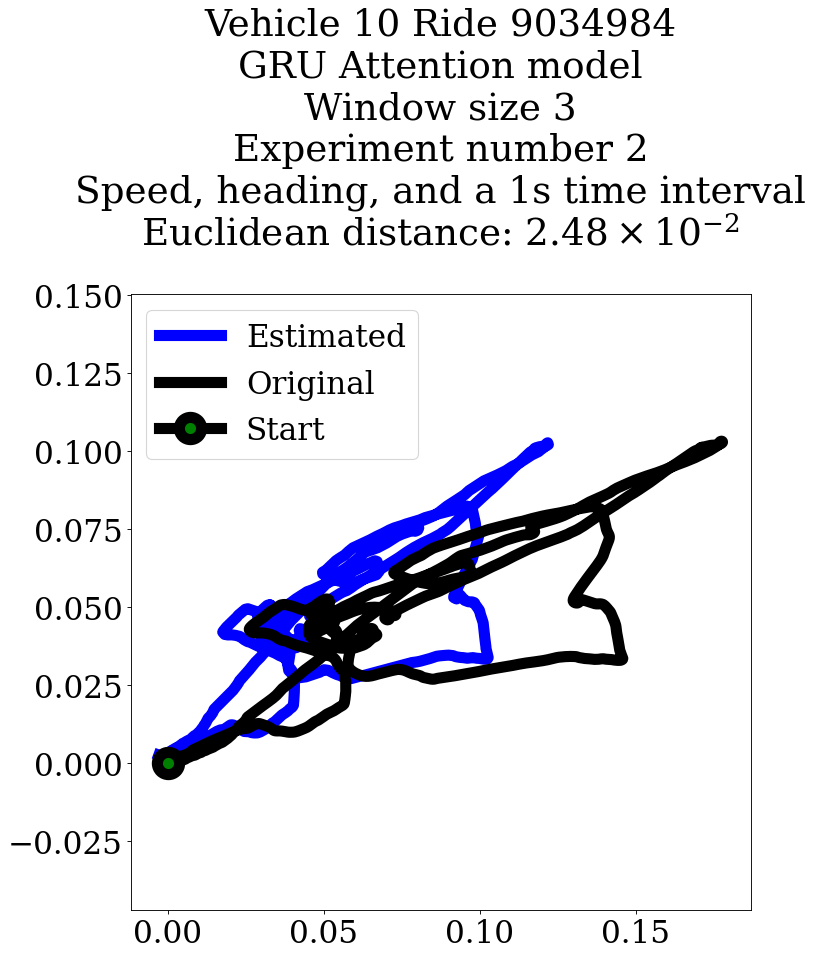 Vehicle 10 Ride 9034984
GRU Attention model
Window size 3
Experiment number 2
Speed, heading, and a 1s time interval
Euclidean distance: 2.48 × 10⁻²
0.150
0.125
0.100
0.075
0.050
0.025
0.000
−0.025
Estimated
Original
Start
0.00 0.05 0.10 0.15